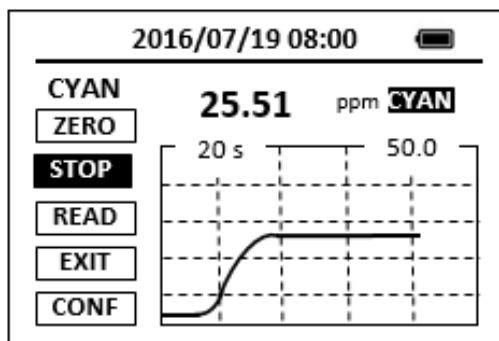 2016/07/19 08:00
CYAN
25.51 ppm CYAN
ZERO
20 s 50.0
STOP
READ
EXIT
CONF